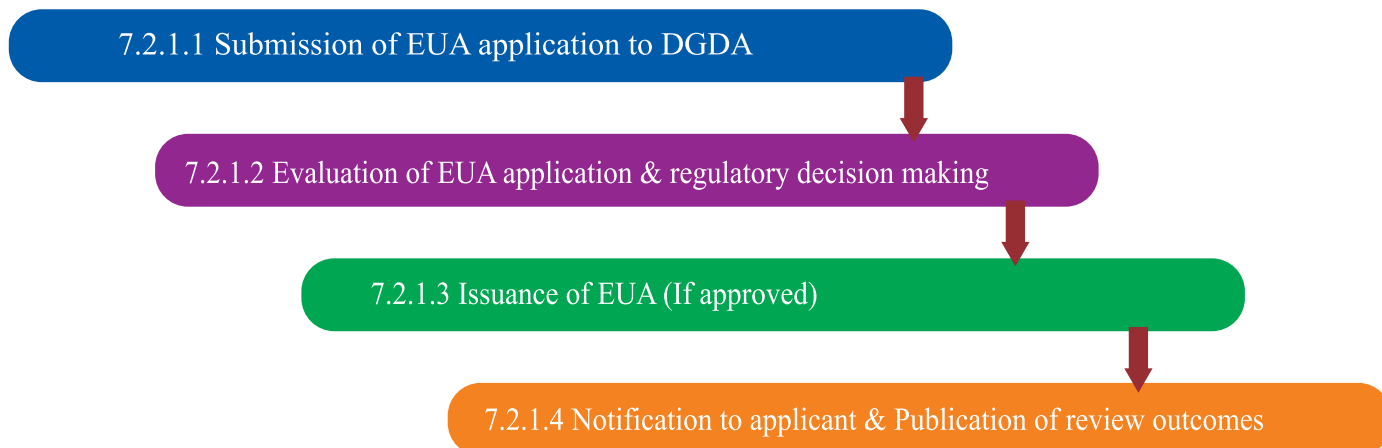 7.2.1.1 Submission of EUA application to DGDA
7.2.1.2 Evaluation of EUA application & regulatory decision making
7.2.1.3 Issuance of EUA (If approved)
7.2.1.4 Notification to applicant & Publication of review outcomes